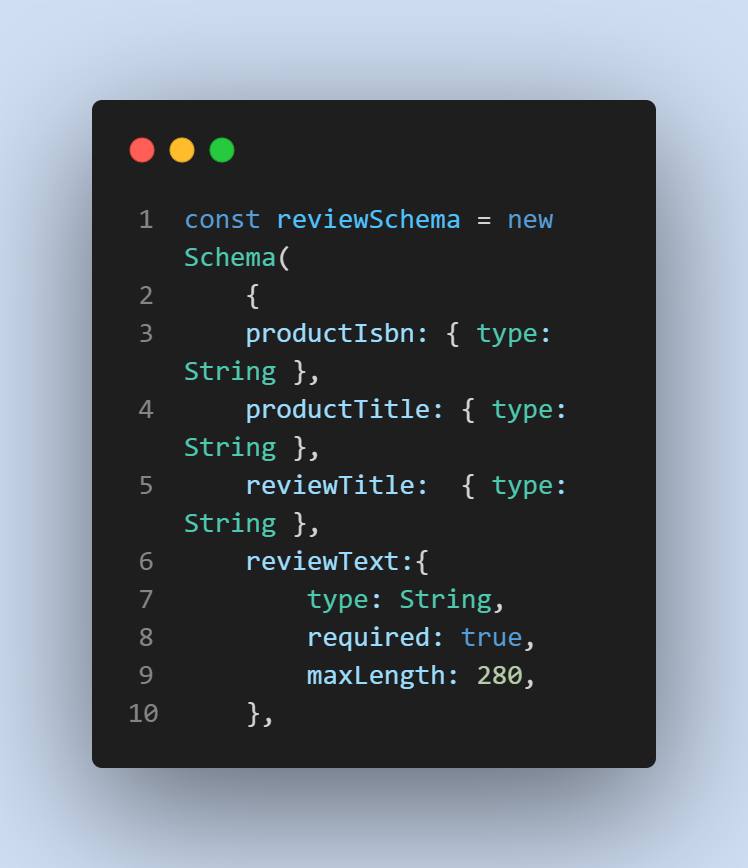 1 const reviewSchema = new
Schema(
2     {
3     productIsbn: { type:
String },
4     productTitle: { type:
String },
5     reviewTitle:  { type:
String },
6     reviewText:{
7         type: String,
8         required: true,
9         maxLength: 280,
10     },